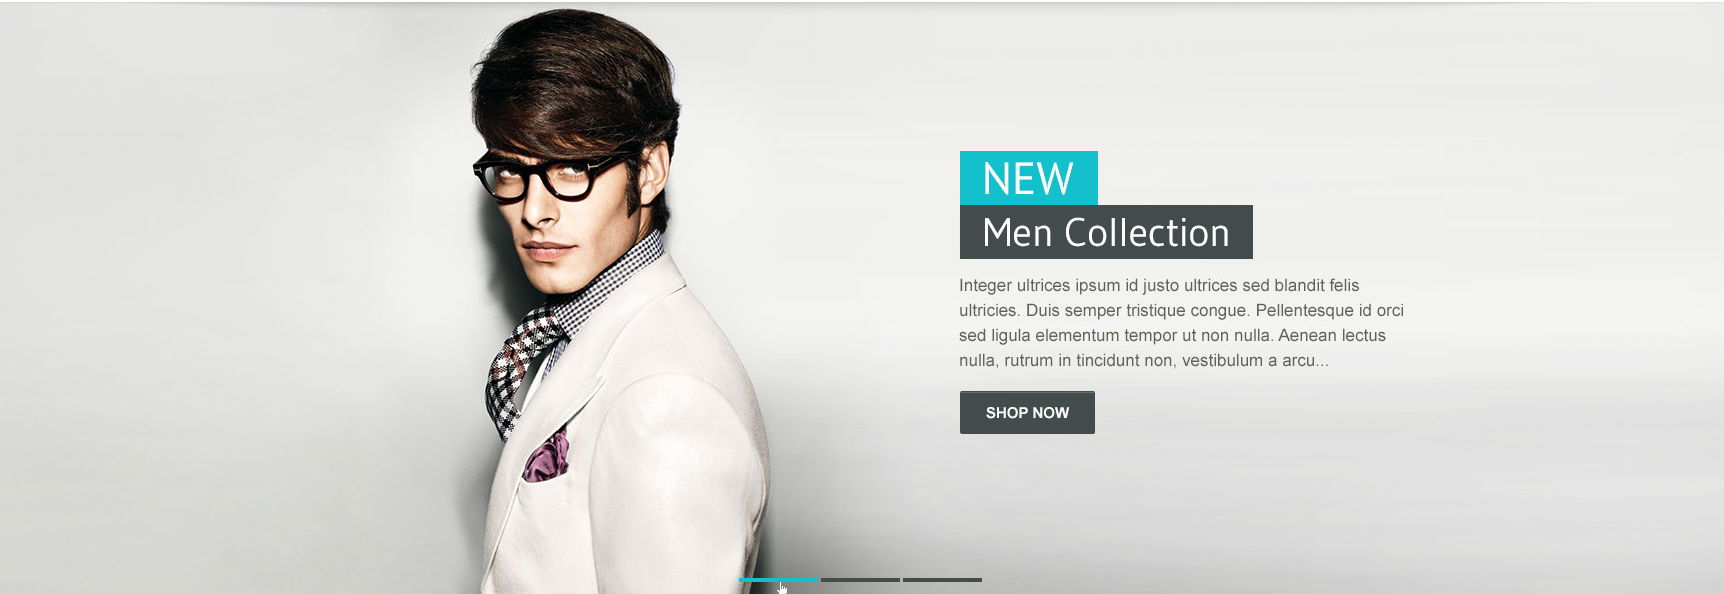 NEW
Men Collection
Integer ultrices ipsum id justo ultrices sed blandit felis
ultricies. Duis semper tristique congue. Pellentesque id orci
sed ligula elementum tempor ut non nulla. Aenean lectus
nulla, rutrum in tincidunt non, vestibulum a arcu...
SHOP NOW